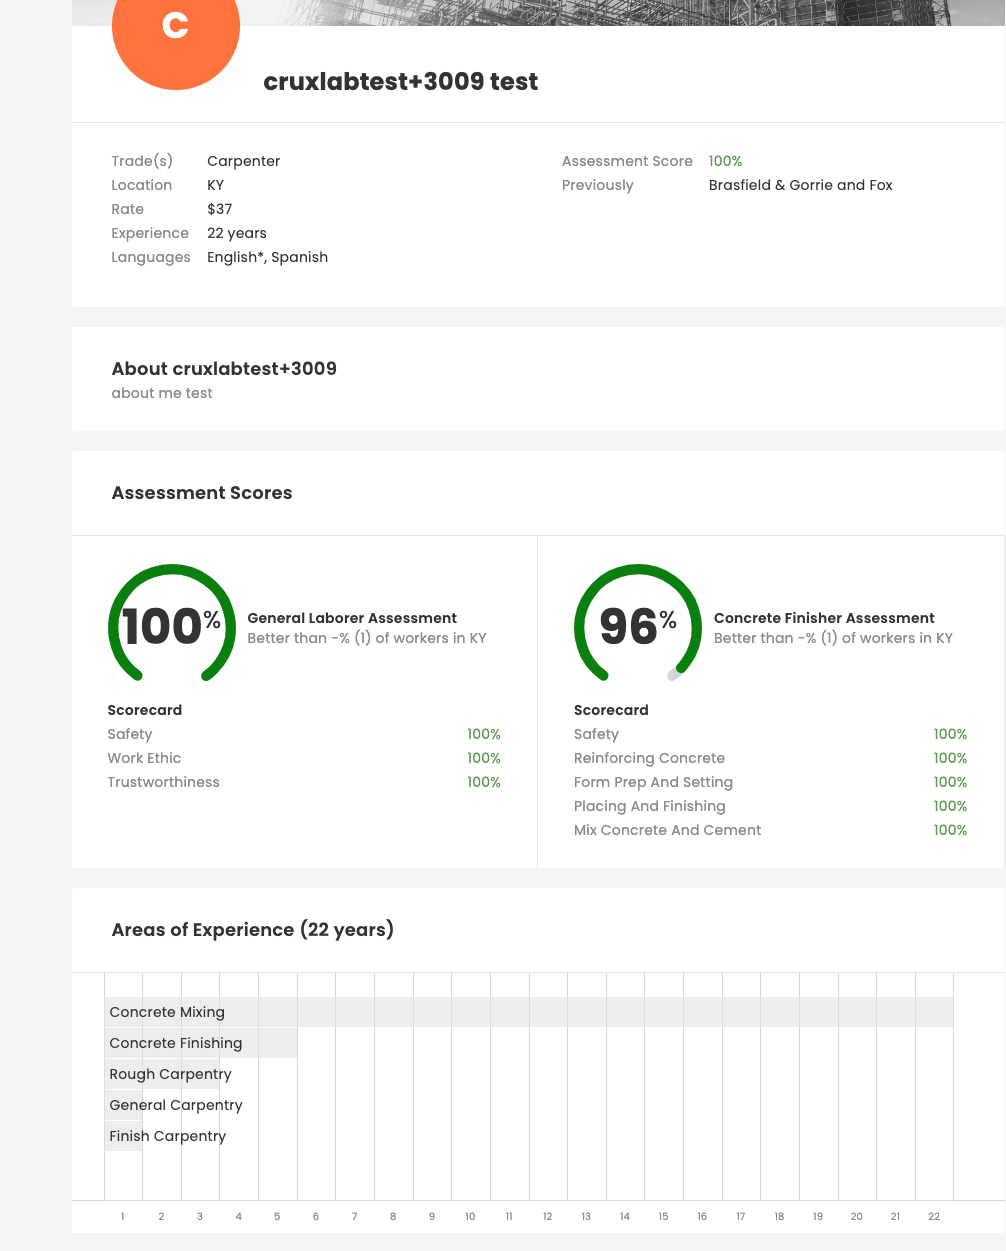 C
cruxlabtest+3009 test
Trade(s) Carpenter
Location KY
Rate $37
Experience 22 years
Languages English*, Spanish
Assessment Score 100%
Previously Brasfield & Gorrie and Fox
About cruxlabtest+3009
about me test
Assessment Scores
100%
General Laborer Assessment
Better than -% (1) of workers in KY
Scorecard
Safety 100%
Work Ethic 100%
Trustworthiness 100%
96%
Concrete Finisher Assessment
Better than -% (1) of workers in KY
Scorecard
Safety 100%
Reinforcing Concrete 100%
Form Prep And Setting 100%
Placing And Finishing 100%
Mix Concrete And Cement 100%
Areas of Experience (22 years)
Concrete Mixing
Concrete Finishing
Rough Carpentry
General Carpentry
Finish Carpentry
1 2 3 4 5 6 7 8 9 10 11 12 13 14 15 16 17 18 19 20 21 22